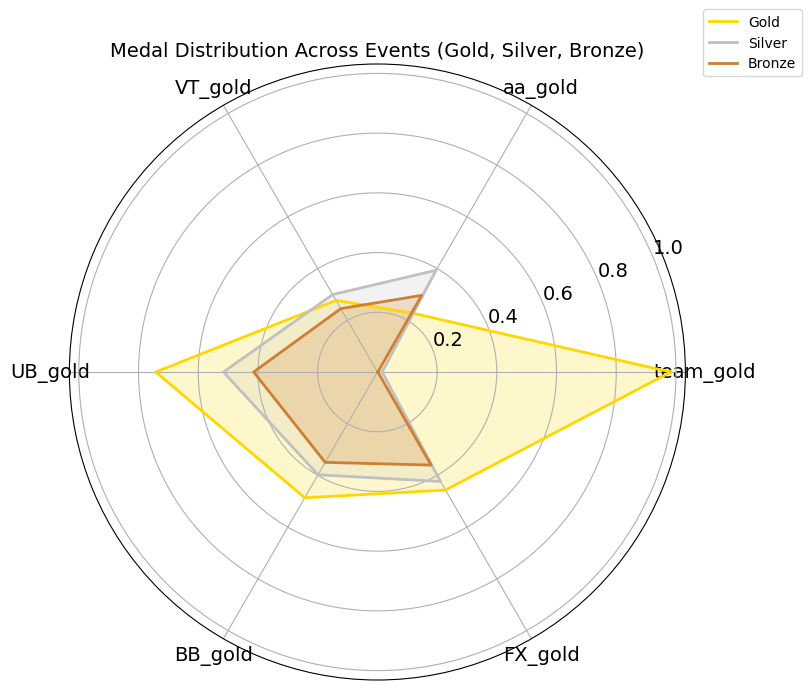 Gold
Silver
Bronze
Medal Distribution Across Events (Gold, Silver, Bronze)
VT_gold
aa_gold
1.0
0.8
0.6
0.4
0.2
UB_gold
team_gold
BB_gold
FX_gold